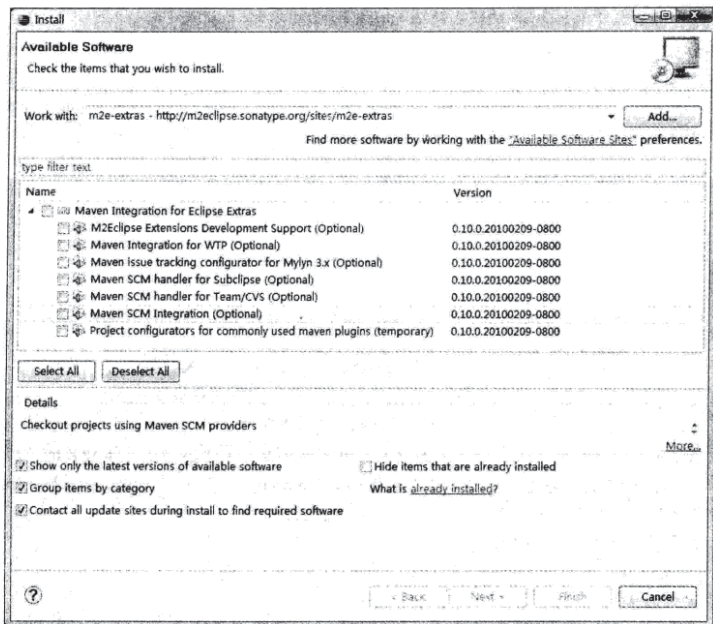 Install
Available Software
Check the items that you wish to install.
Work with: m2e-extras - http://m2eclipse.sonatype.org/sites/m2e-extras Add...
Find more software by working with the "Available Software Sites" preferences.
type filter text
Name Version
Maven Integration for Eclipse Extras
M2Eclipse Extensions Development Support (Optional) 0.10.0.20100209-0800
Maven Integration for WTP (Optional) 0.10.0.20100209-0800
Maven issue tracking configurator for Mylyn 3.x (Optional) 0.10.0.20100209-0800
Maven SCM handler for Subclipse (Optional) 0.10.0.20100209-0800
Maven SCM handler for Team/CVS (Optional) 0.10.0.20100209-0800
Maven SCM Integration (Optional) 0.10.0.20100209-0800
Project configurators for commonly used maven plugins (temporary) 0.10.0.20100209-0800
Select All Deselect All
Details
Checkout projects using Maven SCM providers
More...
Show only the latest versions of available software Hide items that are already installed
Group items by category What is already installed?
Contact all update sites during install to find required software
? < Back Next > Finish Cancel